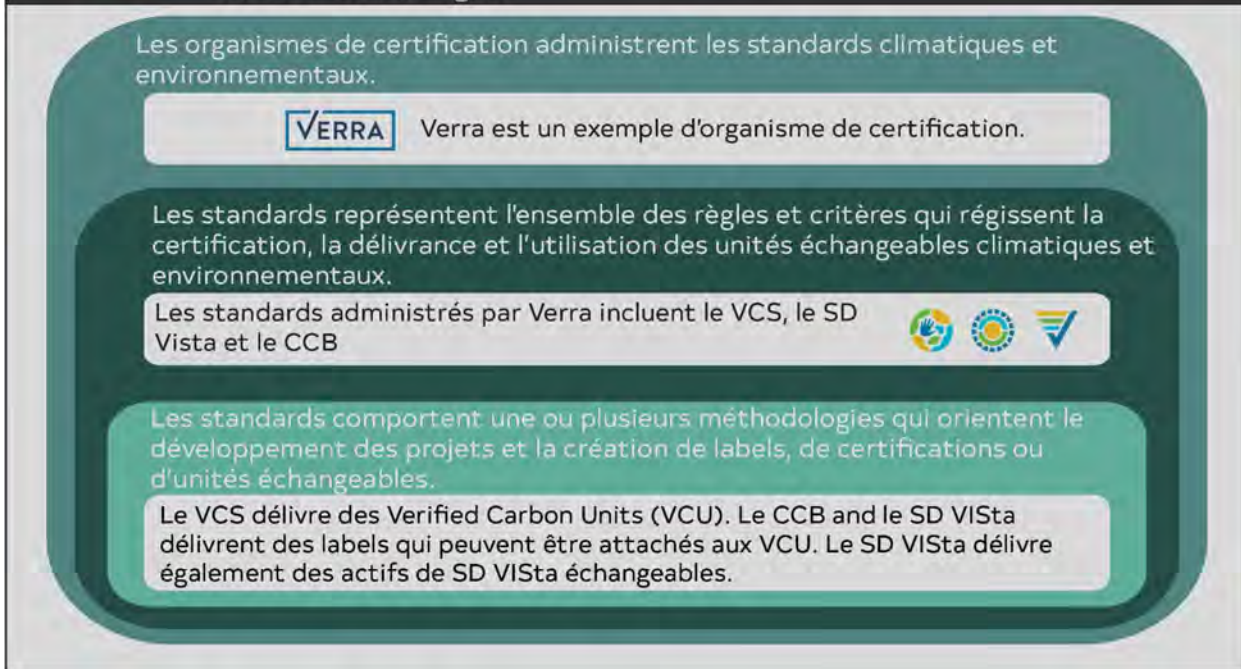 Les organismes de certification administrent les standards climatiques et
environnementaux.
VERRA Verra est un exemple d'organisme de certification.
Les standards représentent l'ensemble des règles et critères qui régissent la
certification, la délivrance et l'utilisation des unités échangeables climatiques et
environnementaux.
Les standards administrés par Verra incluent le VCS, le SD
Vista et le CCB
Les standards comportent une ou plusieurs méthodologies qui orientent le
développement des projets et la création de labels, de certifications ou
d'unités échangeables.
Le VCS délivre des Verified Carbon Units (VCU). Le CCB and le SD VISta
délivrent des labels qui peuvent être attachés aux VCU. Le SD VISta délivre
également des actifs de SD VISta échangeables.